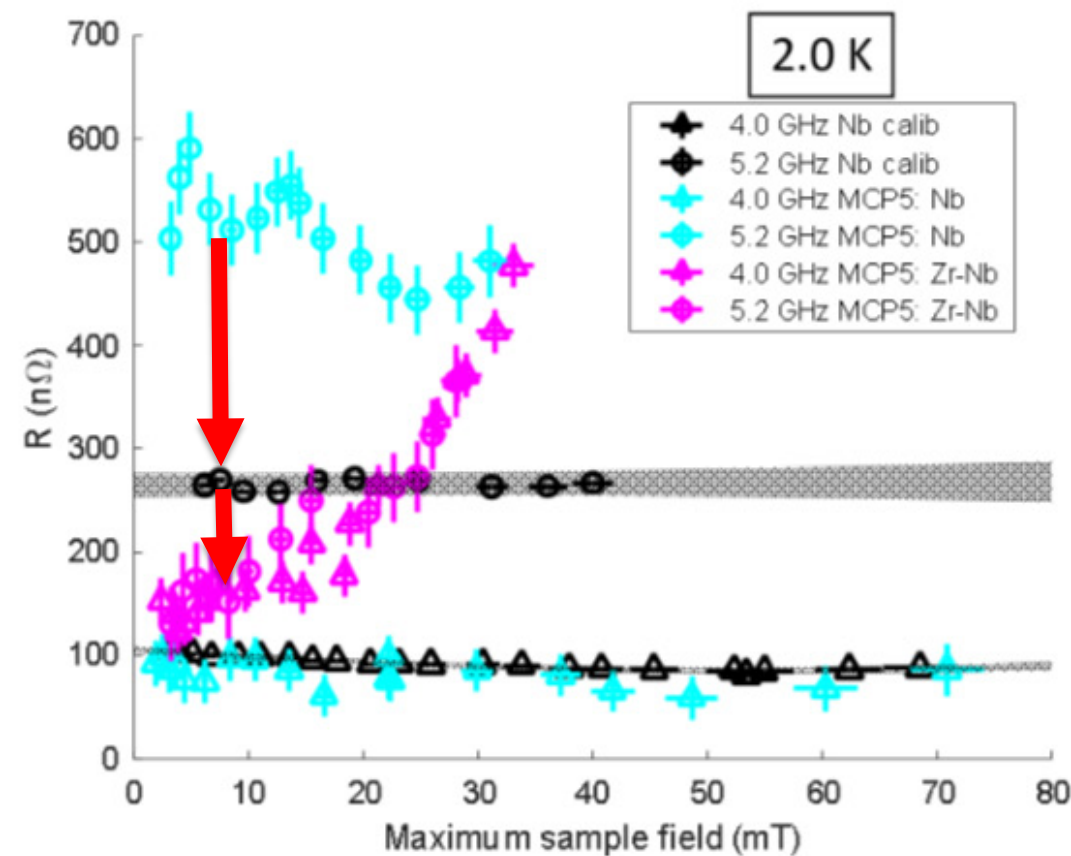 2.0 K
4.0 GHz Nb calib
5.2 GHz Nb calib
4.0 GHz MCP5: Nb
5.2 GHz MCP5: Nb
4.0 GHz MCP5: Zr-Nb
5.2 GHz MCP5: Zr-Nb
R (nΩ)
700
600
500
400
300
200
100
0
0 10 20 30 40 50 60 70 80
Maximum sample field (mT)